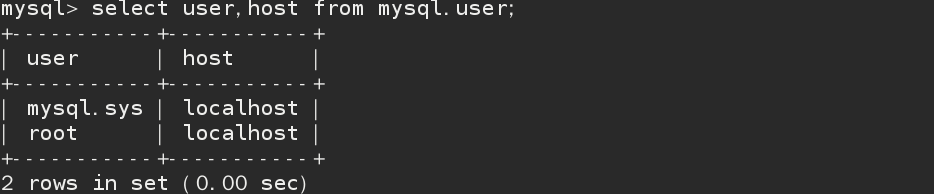 mysql> select user,host from mysql.user;
+-----------+-----------+
| user      | host      |
+-----------+-----------+
| mysql.sys | localhost |
| root      | localhost |
+-----------+-----------+
2 rows in set (0.00 sec)